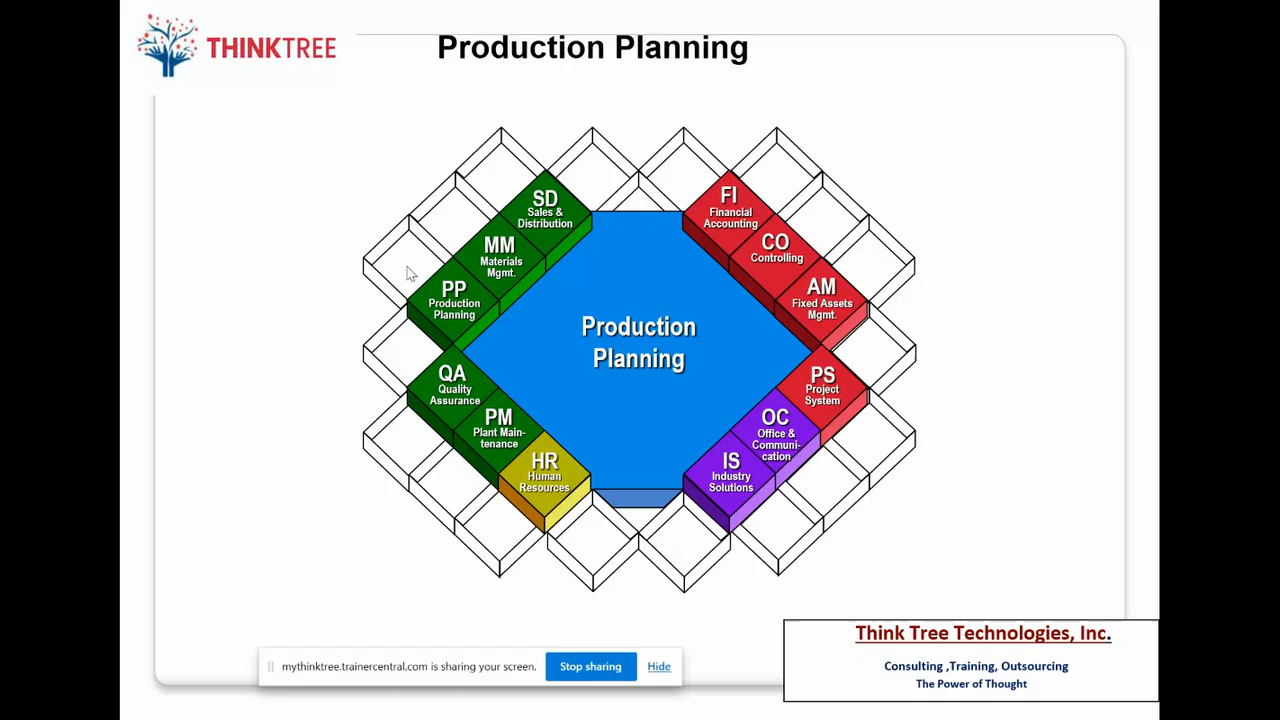 THINKTREE
Production Planning
SD
Sales &
Distribution
MM
Materials
Mgmt.
PP
Production
Planning
QA
Quality
Assurance
PM
Plant Main-
tenance
HR
Human
Resources
Production
Planning
FI
Financial
Accounting
CO
Controlling
AM
Fixed Assets
Mgmt.
PS
Project
System
OC
Office &
Communi-
cation
IS
Industry
Solutions
mythinktree.trainercentral.com is sharing your screen.
Stop sharing
Hide
Think Tree Technologies, Inc.
Consulting ,Training, Outsourcing
The Power of Thought